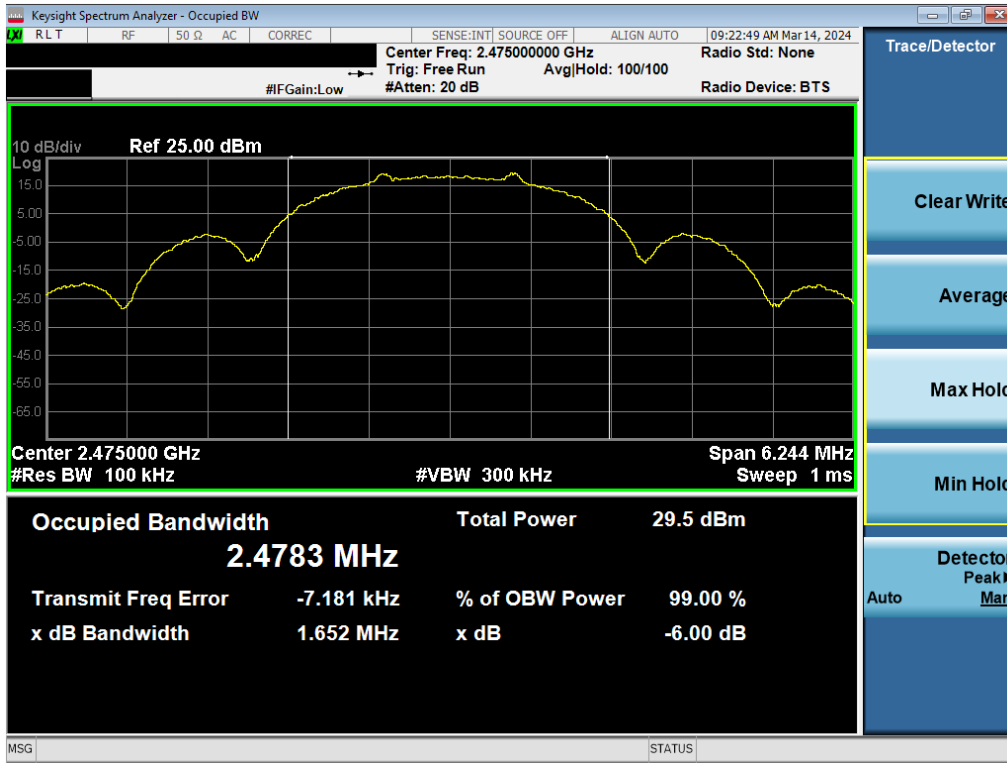 Keysight Spectrum Analyzer - Occupied BW
LXI RLT RF 50 Ω AC CORREC SENSE:INT SOURCE OFF ALIGN AUTO 09:22:49 AM Mar 14, 2024
Center Freq: 2.475000000 GHz Radio Std: None
Trig: Free Run Avg|Hold: 100/100
#IFGain:Low #Atten: 20 dB Radio Device: BTS
10 dB/div Ref 25.00 dBm
Log
15.0
5.00
-5.00
-15.0
-25.0
-35.0
-45.0
-55.0
-65.0
Center 2.475000 GHz Span 6.244 MHz
#Res BW 100 kHz #VBW 300 kHz Sweep 1 ms
Occupied Bandwidth Total Power 29.5 dBm
2.4783 MHz
Transmit Freq Error -7.181 kHz % of OBW Power 99.00 %
x dB Bandwidth 1.652 MHz x dB -6.00 dB
MSG STATUS
Trace/Detector
Clear Write
Average
Max Hold
Min Hold
Detector
Peak
Auto Man